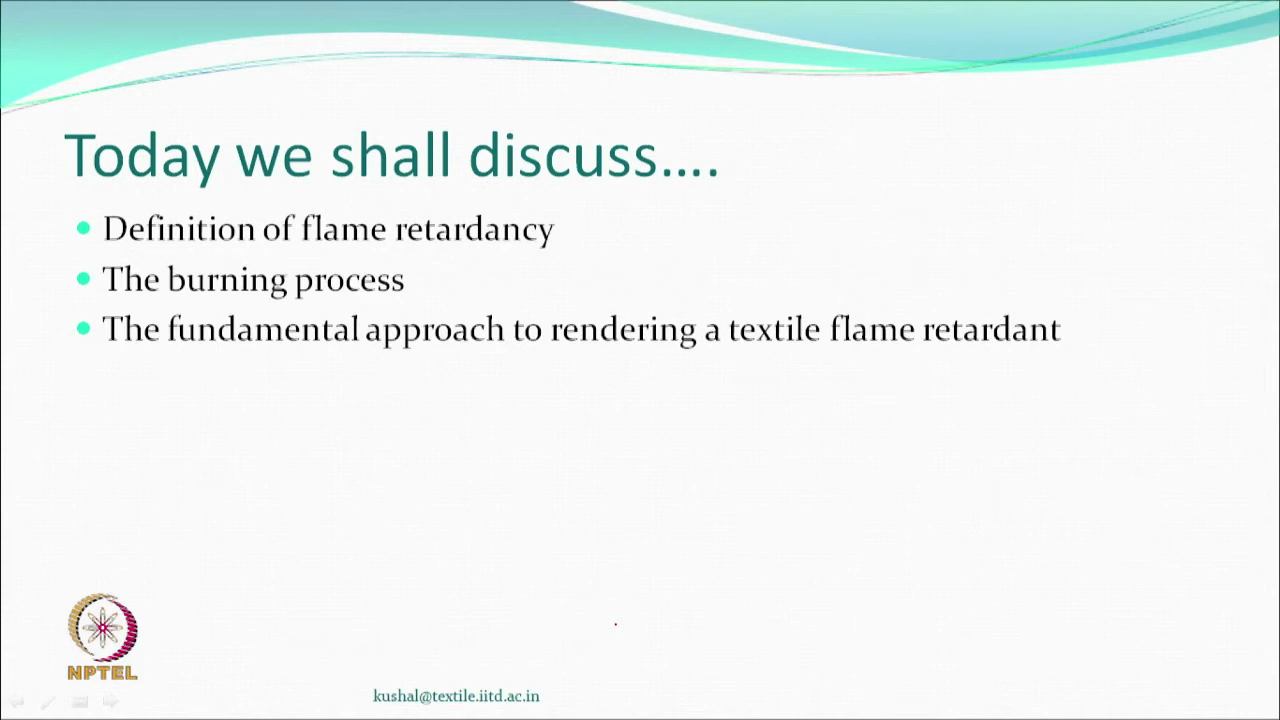 Today we shall discuss....
Definition of flame retardancy
The burning process
The fundamental approach to rendering a textile flame retardant
NPTEL
kushal@textile.iitd.ac.in